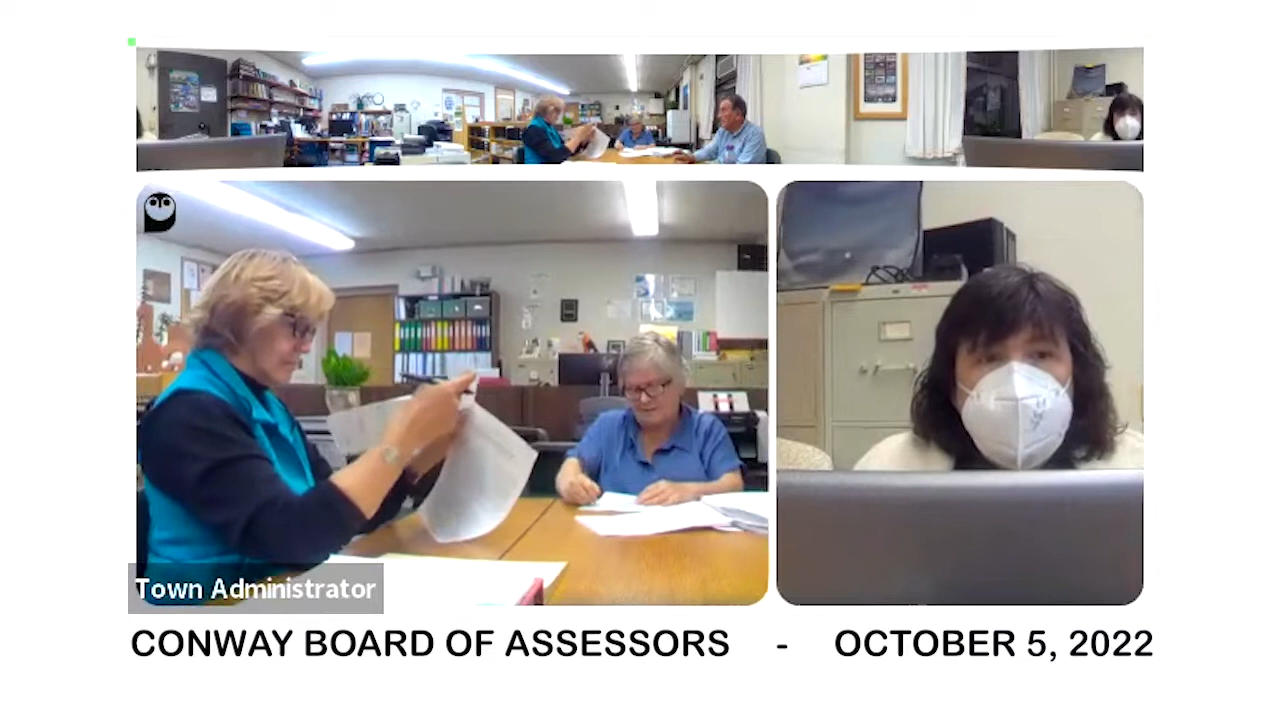 Town Administrator
CONWAY BOARD OF ASSESSORS - OCTOBER 5, 2022